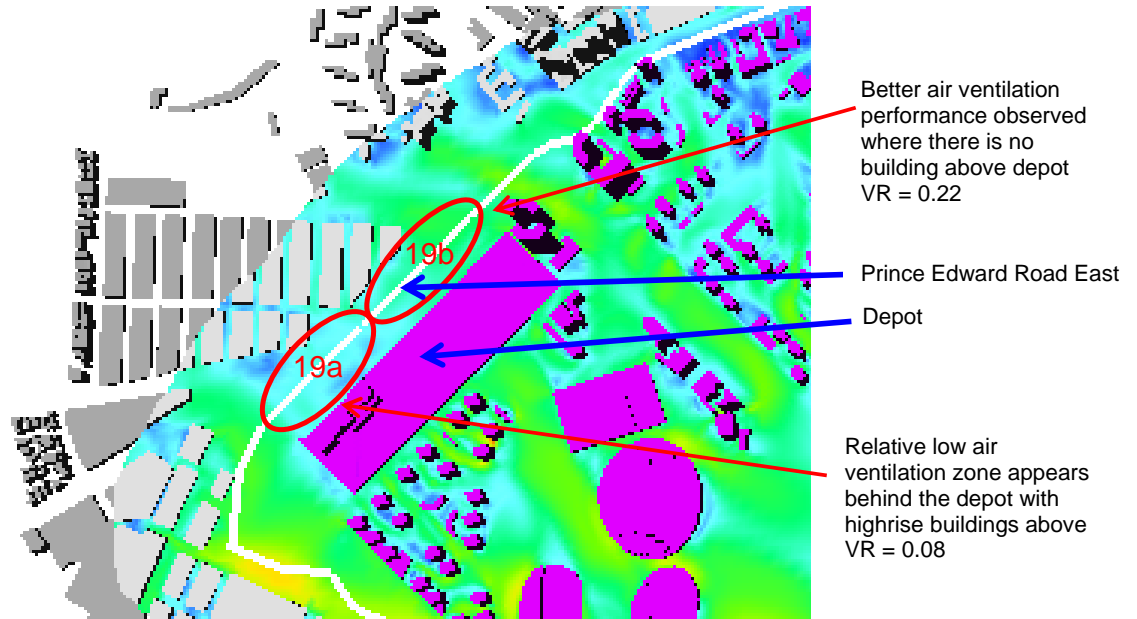 Better air ventilation
performance observed
where there is no
building above depot
VR = 0.22
19b
Prince Edward Road East
Depot
19a
Relative low air
ventilation zone appears
behind the depot with
highrise buildings above
VR = 0.08